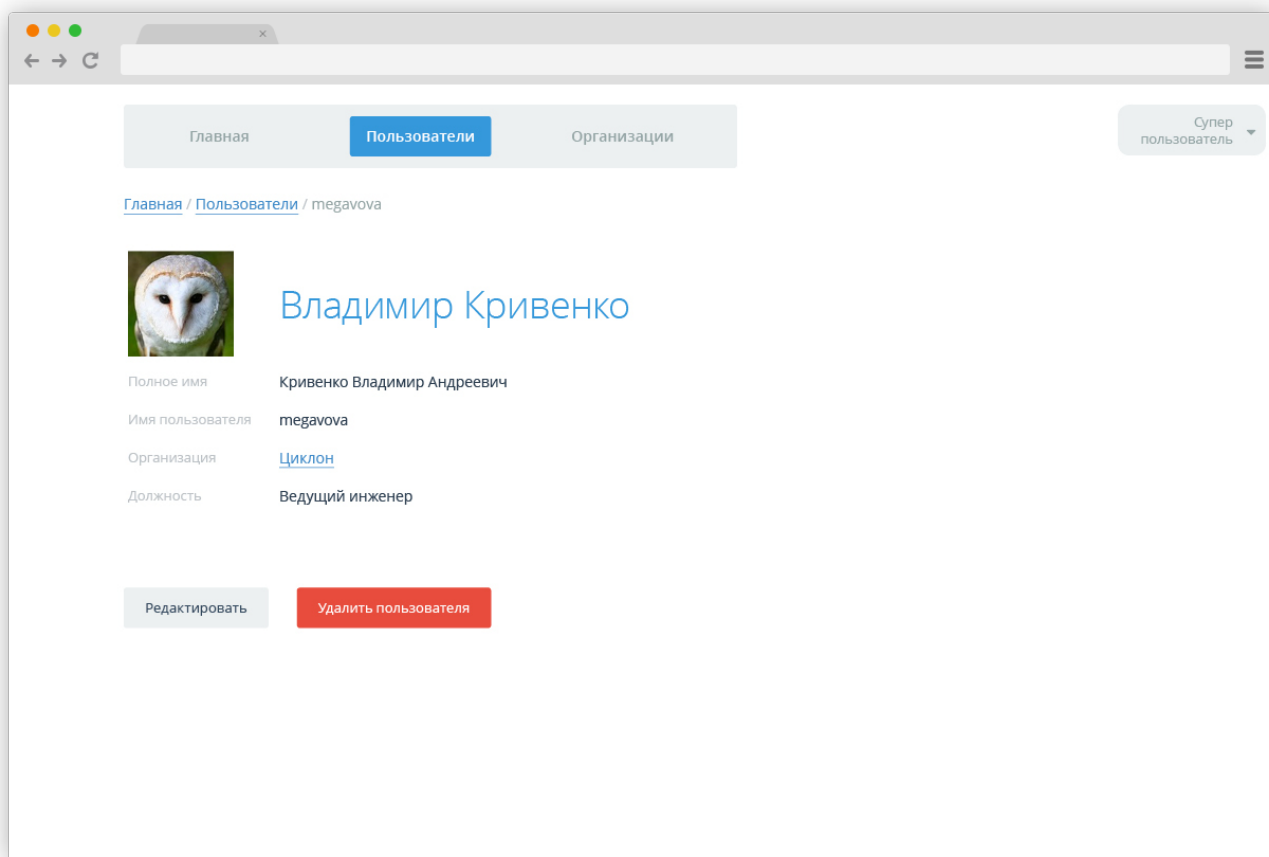 Главная Пользователи Организации
Супер
пользователь
Главная / Пользователи / megavova
Владимир Кривенко
Полное имя Кривенко Владимир Андреевич
Имя пользователя megavova
Организация Циклон
Должность Ведущий инженер
Редактировать Удалить пользователя